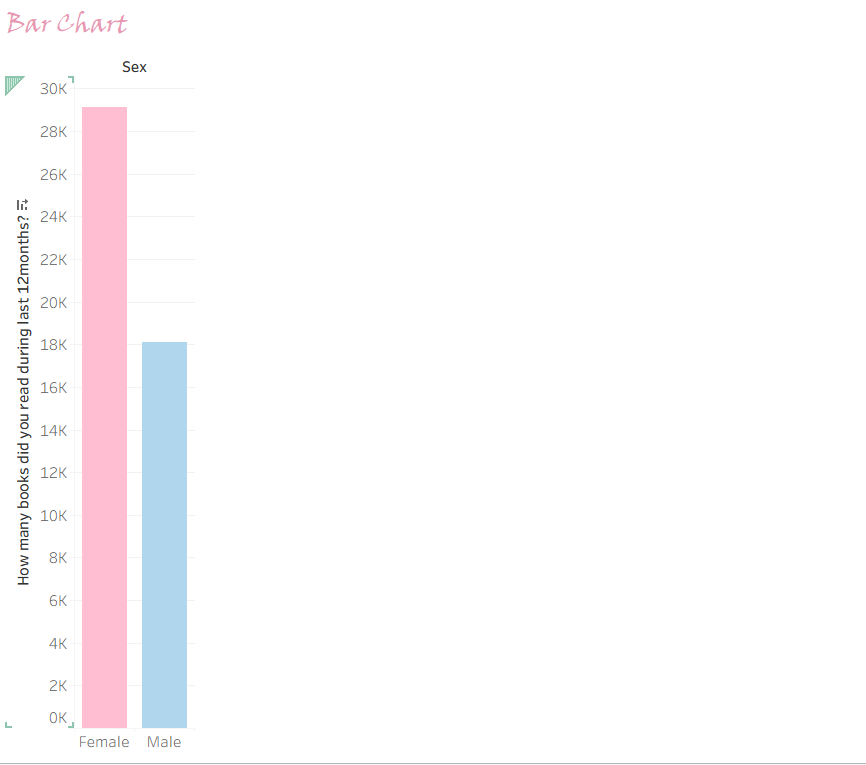 Bar Chart
Sex
How many books did you read during last 12months?
30K
28K
26K
24K
22K
20K
18K
16K
14K
12K
10K
8K
6K
4K
2K
0K
Female Male